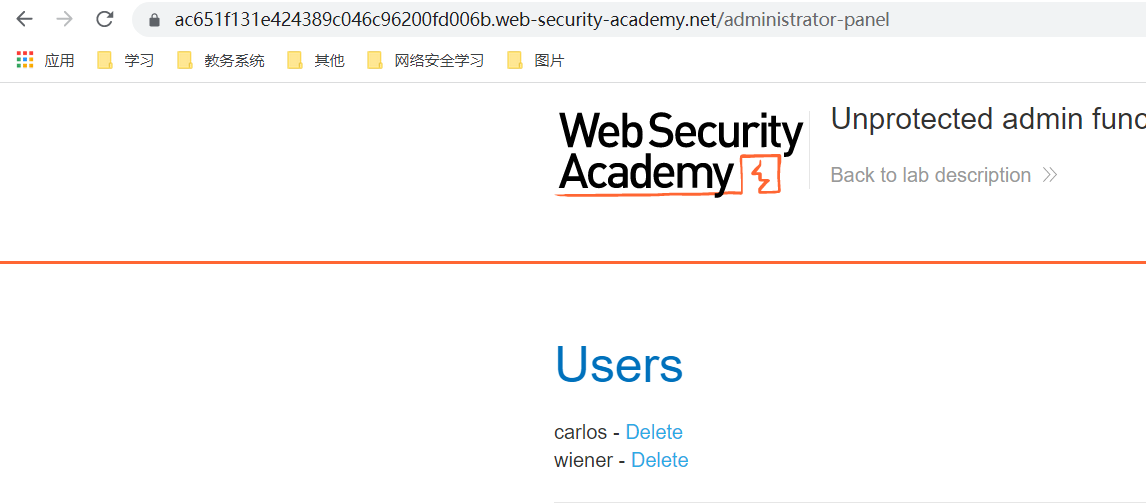 ac651f131e424389c046c96200fd006b.web-security-academy.net/administrator-panel
应用 学习 教务系统 其他 网络安全学习 图片
Web Security
Academy
Unprotected admin func
Back to lab description
Users
carlos - Delete
wiener - Delete